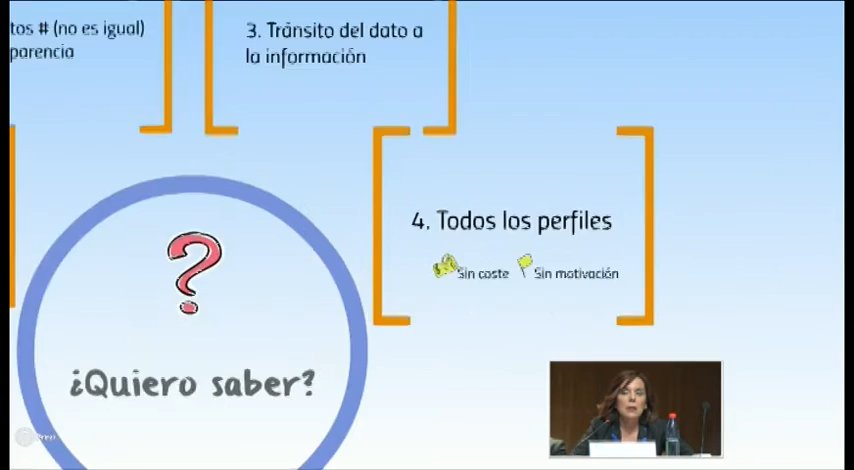 tos # (no es igual)
parencia
3. Tránsito del dato a
la información
4. Todos los perfiles
Sin coste Sin motivación
¿Quiero saber?
Prezi